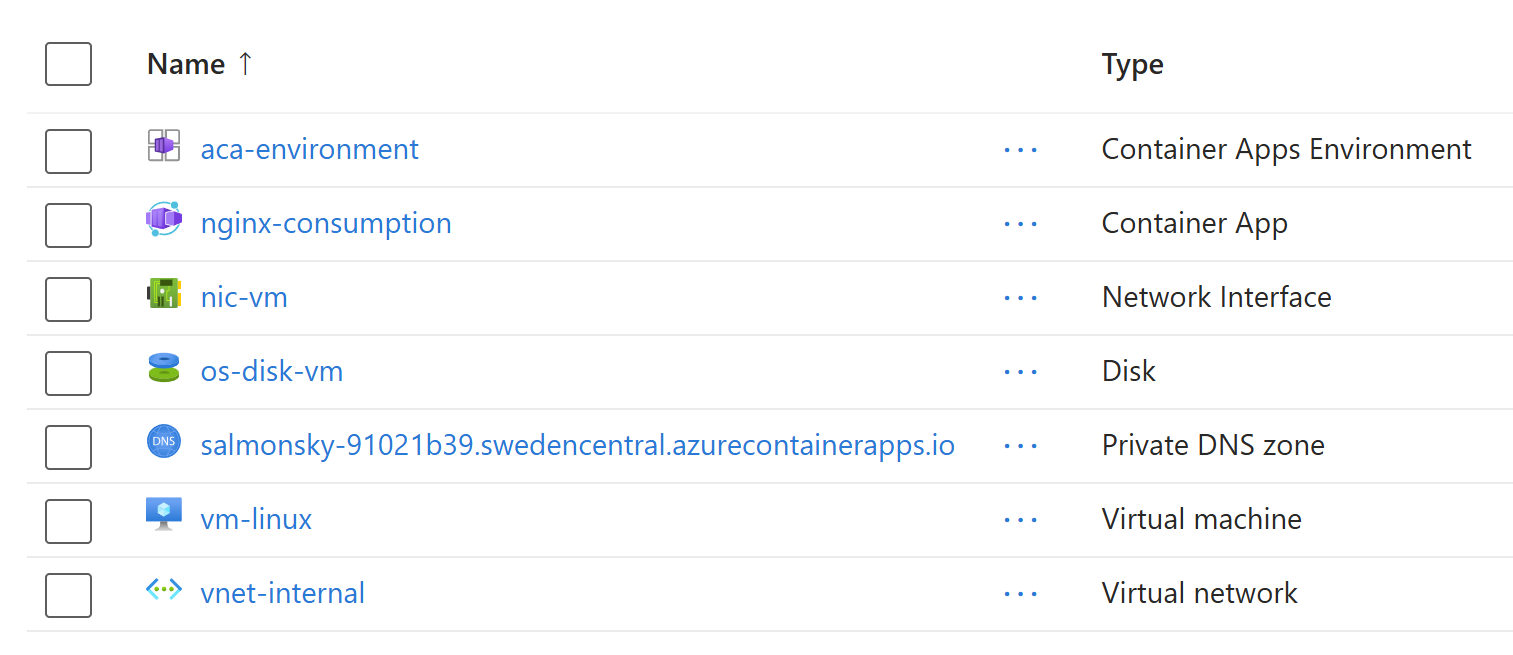 Name ↑ Type
aca-environment ··· Container Apps Environment
nginx-consumption ··· Container App
nic-vm ··· Network Interface
os-disk-vm ··· Disk
DNS salmonsky-91021b39.swedencentral.azurecontainerapps.io ··· Private DNS zone
vm-linux ··· Virtual machine
vnet-internal ··· Virtual network